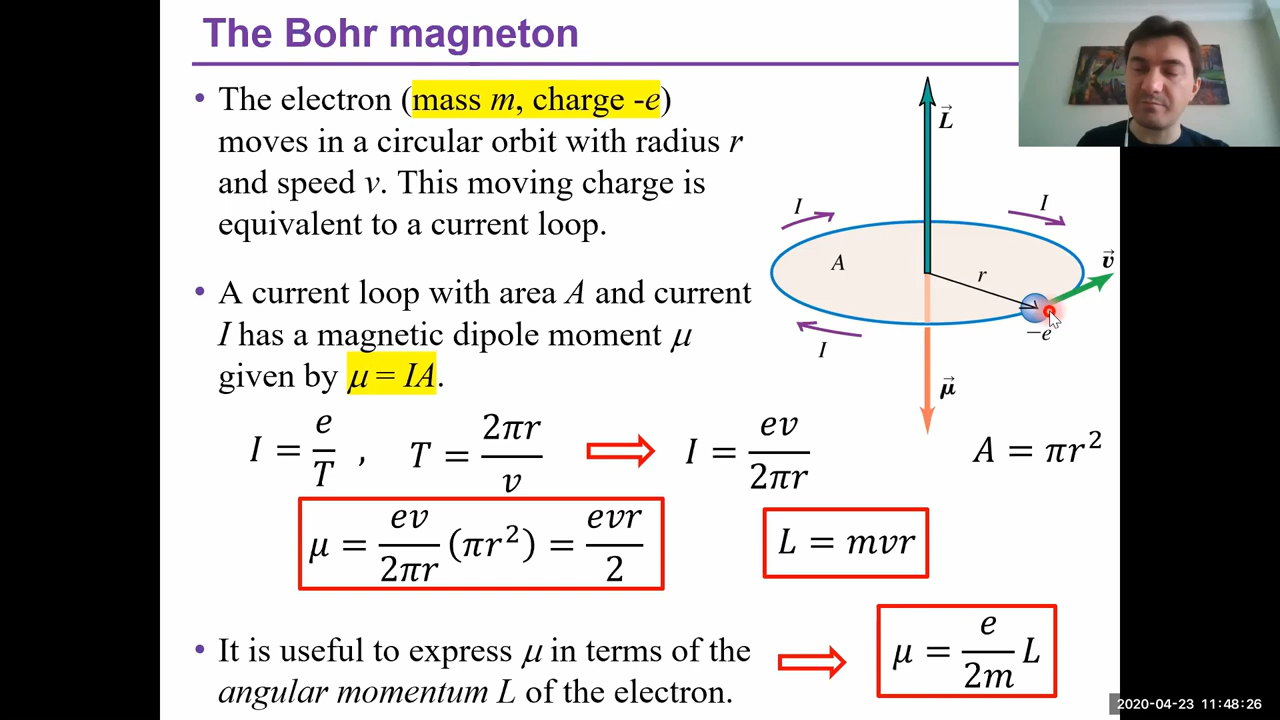 The Bohr magneton
• The electron (mass m, charge -e)
moves in a circular orbit with radius r
and speed v. This moving charge is
equivalent to a current loop.
• A current loop with area A and current
I has a magnetic dipole moment μ
given by μ = IA.
I = e/T , T = 2πr/v ⇨ I = ev/2πr A = πr²
μ = ev/2πr (πr²) = evr/2
L = mvr
• It is useful to express μ in terms of the
angular momentum L of the electron.
⇨ μ = e/2m L
L⃗
I
I
A
r
v⃗
−e
I
μ⃗
2020-04-23 11:48:26